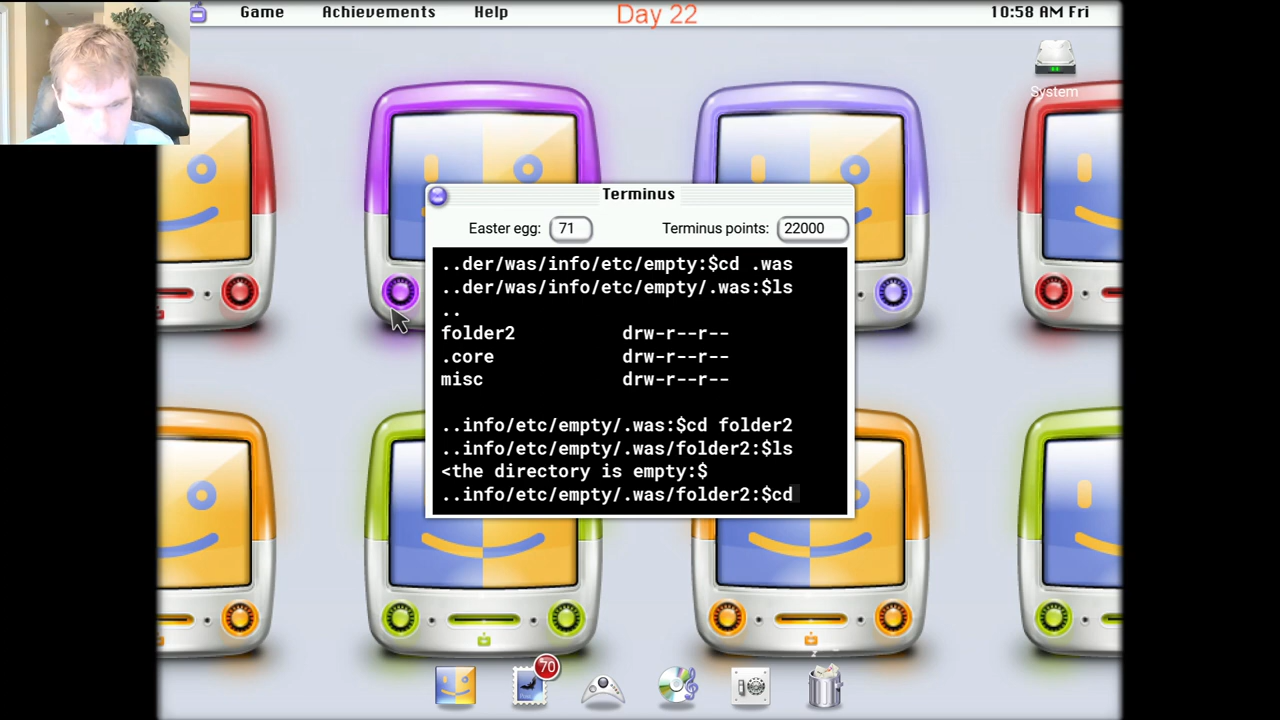 Game Achievements Help Day 22 10:58 AM Fri
System
Terminus
Easter egg: 71 Terminus points: 22000
..der/was/info/etc/empty:$cd .was
..der/was/info/etc/empty/.was:$ls
..
folder2 drw-r--r--
.core drw-r--r--
misc drw-r--r--
..info/etc/empty/.was:$cd folder2
..info/etc/empty/.was/folder2:$ls
<the directory is empty:$
..info/etc/empty/.was/folder2:$cd
70